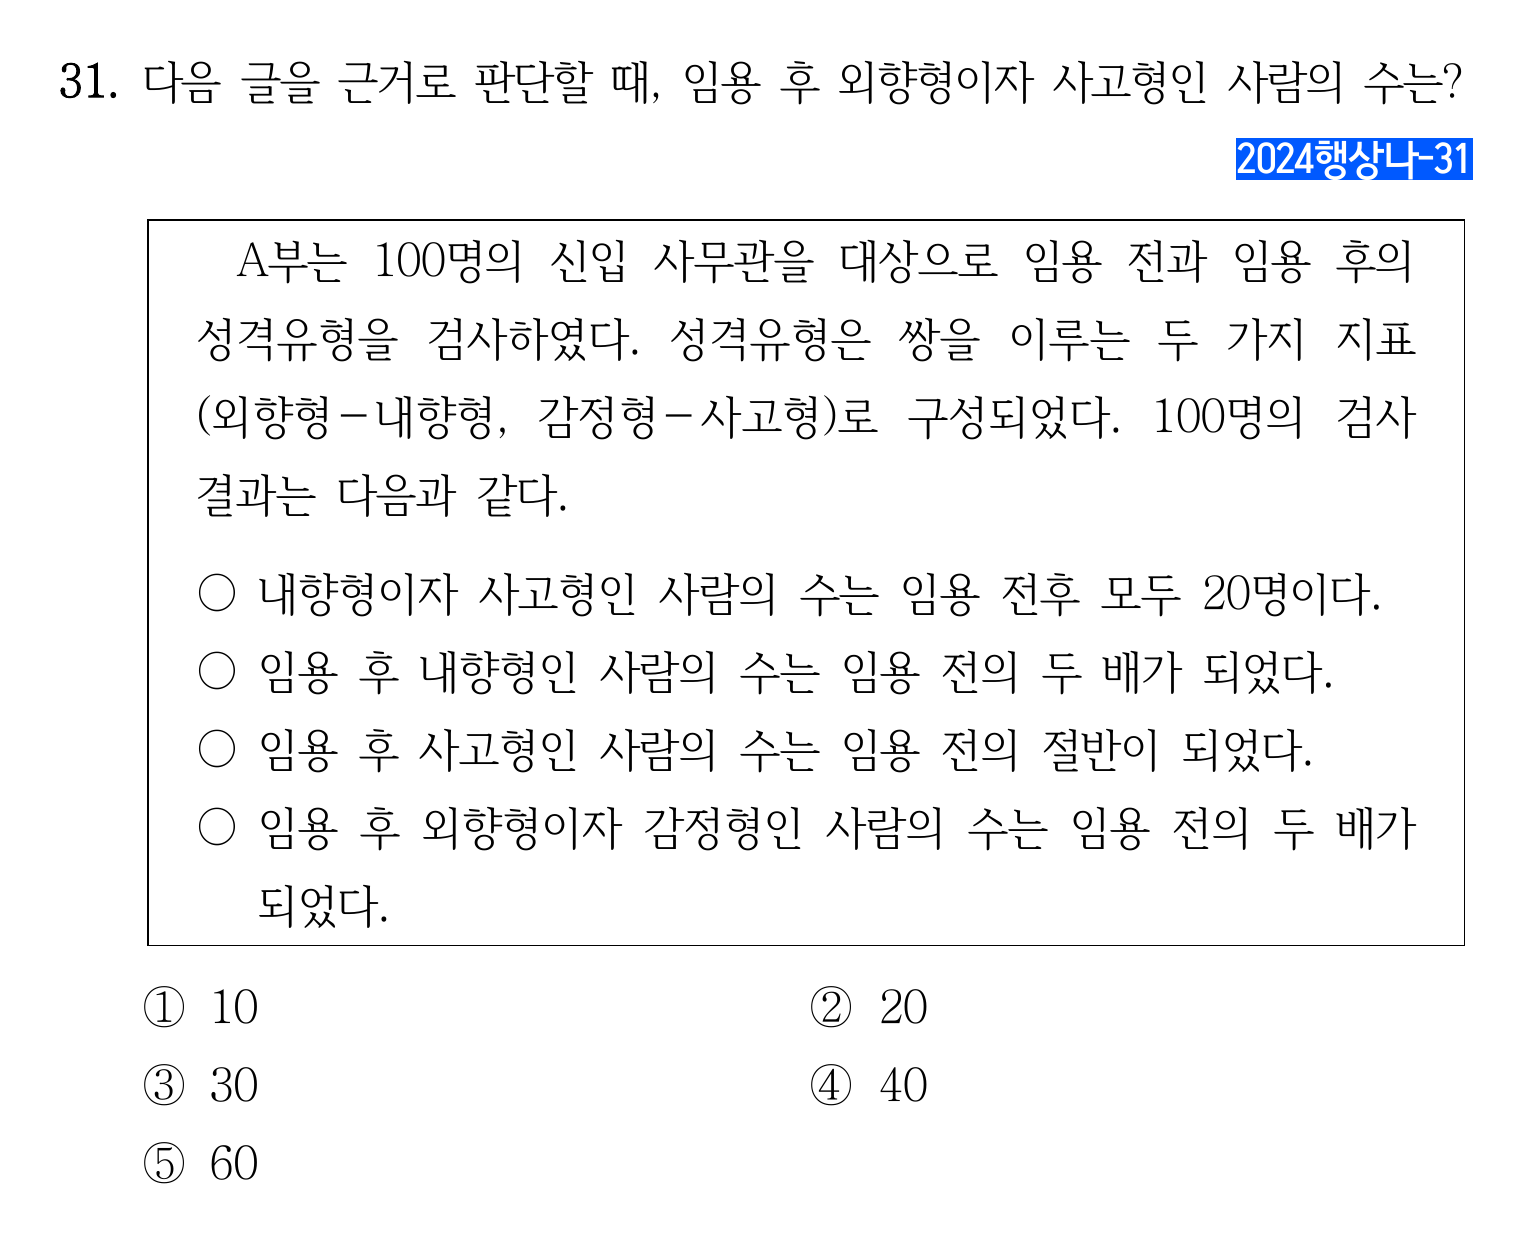 31. 다음 글을 근거로 판단할 때, 임용 후 외향형이자 사고형인 사람의 수는?
2024행상나-31
A부는 100명의 신입 사무관을 대상으로 임용 전과 임용 후의
성격유형을 검사하였다. 성격유형은 쌍을 이루는 두 가지 지표
(외향형-내향형, 감정형-사고형)로 구성되었다. 100명의 검사
결과는 다음과 같다.
○ 내향형이자 사고형인 사람의 수는 임용 전후 모두 20명이다.
○ 임용 후 내향형인 사람의 수는 임용 전의 두 배가 되었다.
○ 임용 후 사고형인 사람의 수는 임용 전의 절반이 되었다.
○ 임용 후 외향형이자 감정형인 사람의 수는 임용 전의 두 배가
되었다.
① 10 ② 20
③ 30 ④ 40
⑤ 60